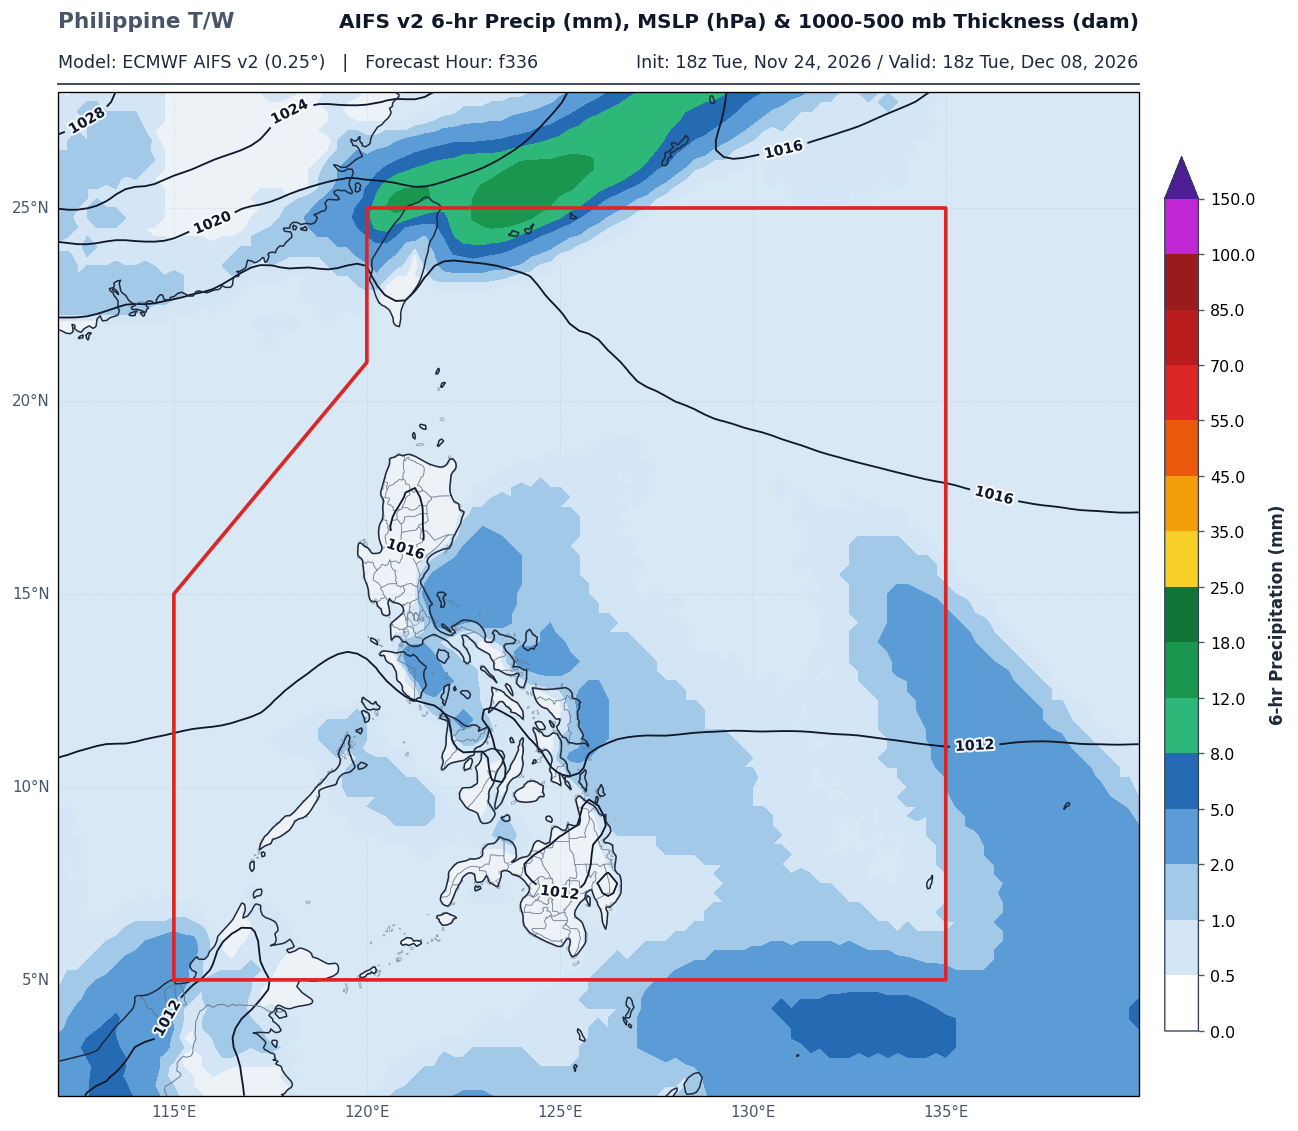 Philippine T/W
AIFS v2 6-hr Precip (mm), MSLP (hPa) & 1000-500 mb Thickness (dam)
Model: ECMWF AIFS v2 (0.25°) | Forecast Hour: f336
Init: 18z Tue, Nov 24, 2026 / Valid: 18z Tue, Dec 08, 2026
1028
1024
1016
1020
1016
1016
1012
1012
1012
25°N
20°N
15°N
10°N
5°N
115°E
120°E
125°E
130°E
135°E
150.0
100.0
85.0
70.0
55.0
45.0
35.0
25.0
18.0
12.0
8.0
5.0
2.0
1.0
0.5
0.0
6-hr Precipitation (mm)